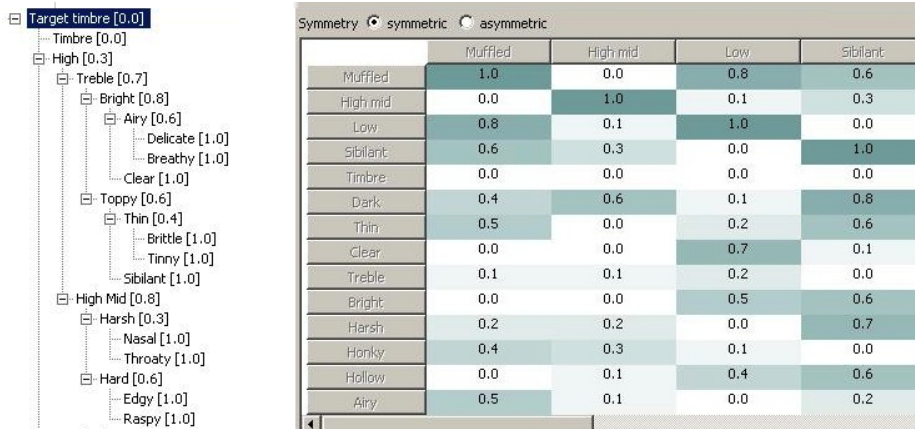 Target timbre [0.0]
Timbre [0.0]
High [0.3]
Treble [0.7]
Bright [0.8]
Airy [0.6]
Delicate [1.0]
Breathy [1.0]
Clear [1.0]
Toppy [0.6]
Thin [0.4]
Brittle [1.0]
Tinny [1.0]
Sibilant [1.0]
High Mid [0.8]
Harsh [0.3]
Nasal [1.0]
Throaty [1.0]
Hard [0.6]
Edgy [1.0]
Raspy [1.0]
Symmetry symmetric asymmetric
Muffled High mid Low Sibilant
Muffled 1.0 0.0 0.8 0.6
High mid 0.0 1.0 0.1 0.3
Low 0.8 0.1 1.0 0.0
Sibilant 0.6 0.3 0.0 1.0
Timbre 0.0 0.0 0.0 0.0
Dark 0.4 0.6 0.1 0.8
Thin 0.5 0.0 0.2 0.6
Clear 0.0 0.0 0.7 0.1
Treble 0.1 0.1 0.2 0.0
Bright 0.0 0.0 0.5 0.6
Harsh 0.2 0.2 0.0 0.7
Honky 0.4 0.3 0.1 0.0
Hollow 0.0 0.1 0.4 0.6
Airy 0.5 0.1 0.0 0.2